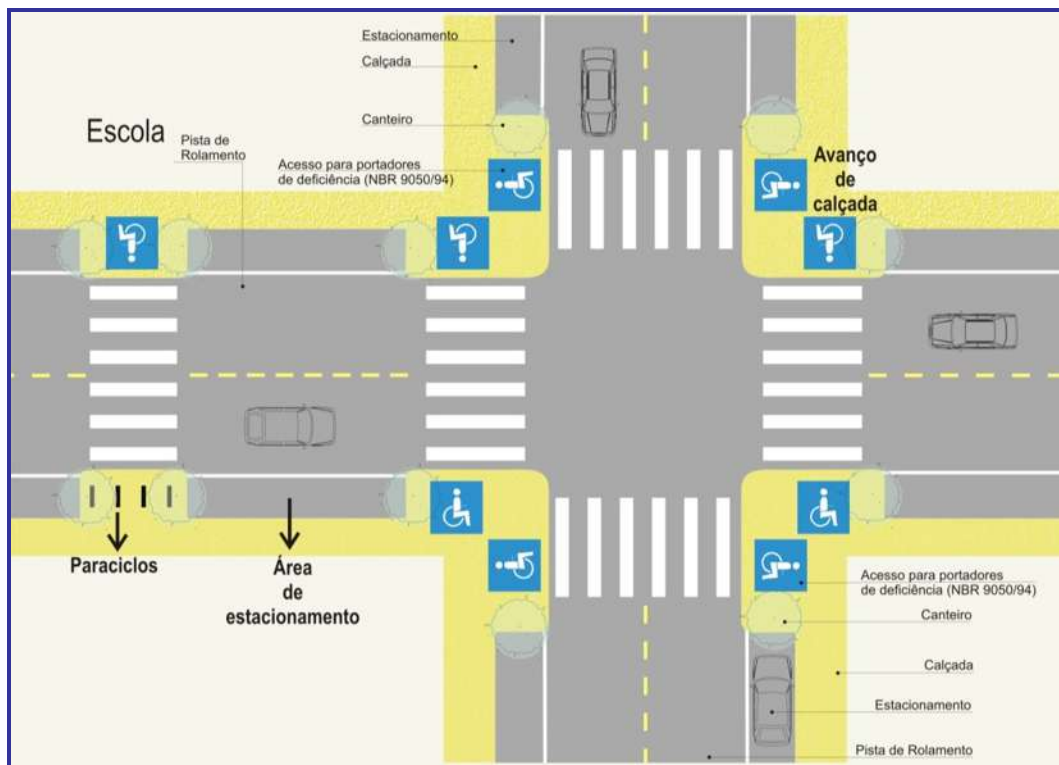 Estacionamento
Calçada
Canteiro
Escola
Pista de
Rolamento
Acesso para portadores
de deficiência (NBR 9050/94)
Avanço
de
calçada
Paraciclos
Área
de
estacionamento
Acesso para portadores
de deficiência (NBR 9050/94)
Canteiro
Calçada
Estacionamento
Pista de Rolamento